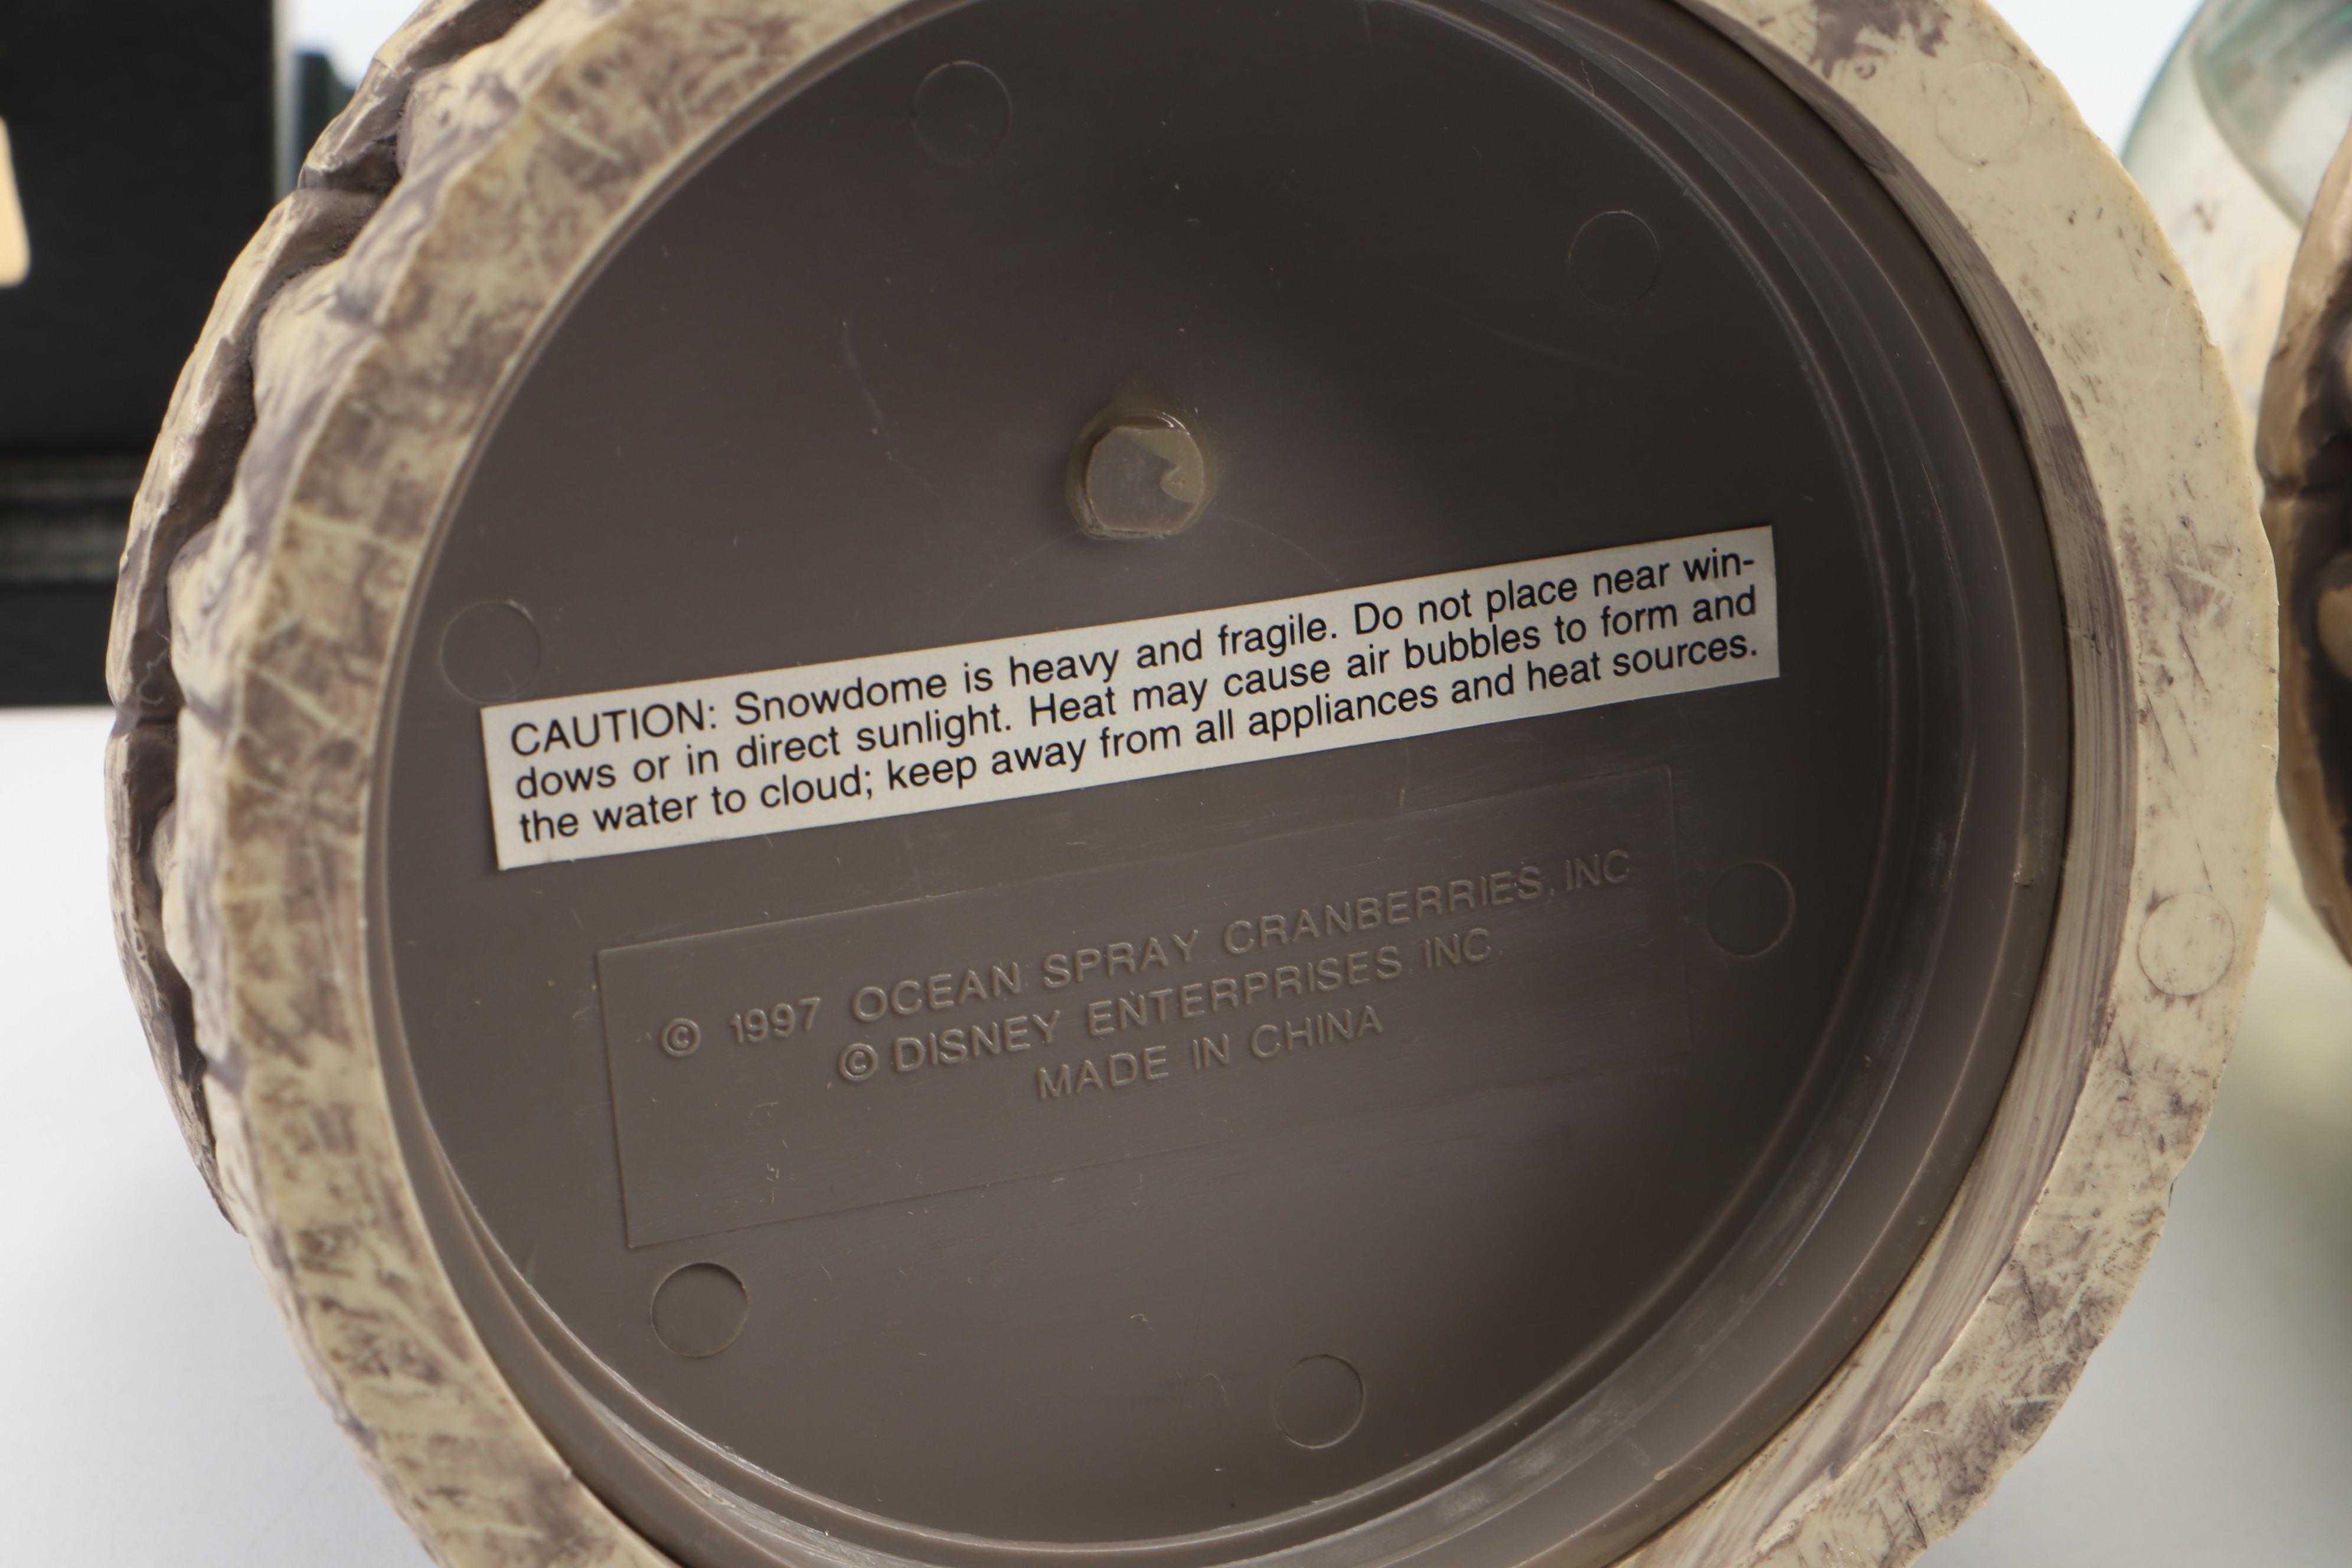 CAUTION: Snowdome is heavy and fragile. Do not place near win-
dows or in direct sunlight. Heat may cause air bubbles to form and
the water to cloud; keep away from all appliances and heat sources.
© 1997 OCEAN SPRAY CRANBERRIES, INC
© DISNEY ENTERPRISES INC.
MADE IN CHINA